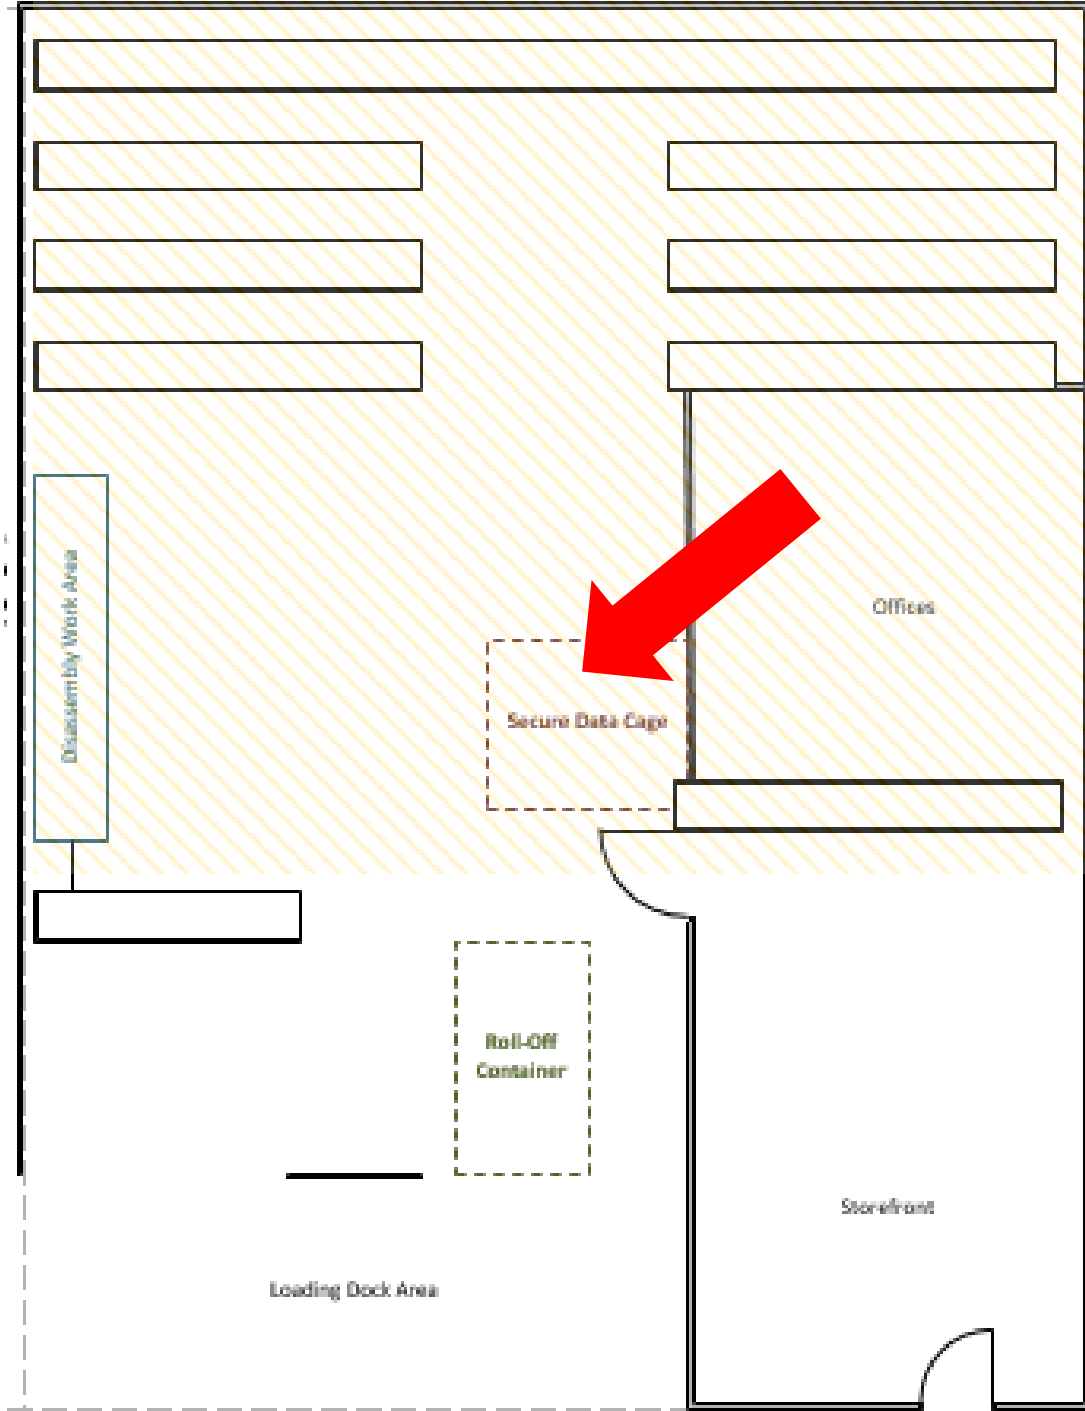 Disassembly Work Area
Offices
Secure Data Cage
Roll-Off
Container
Storefront
Loading Dock Area